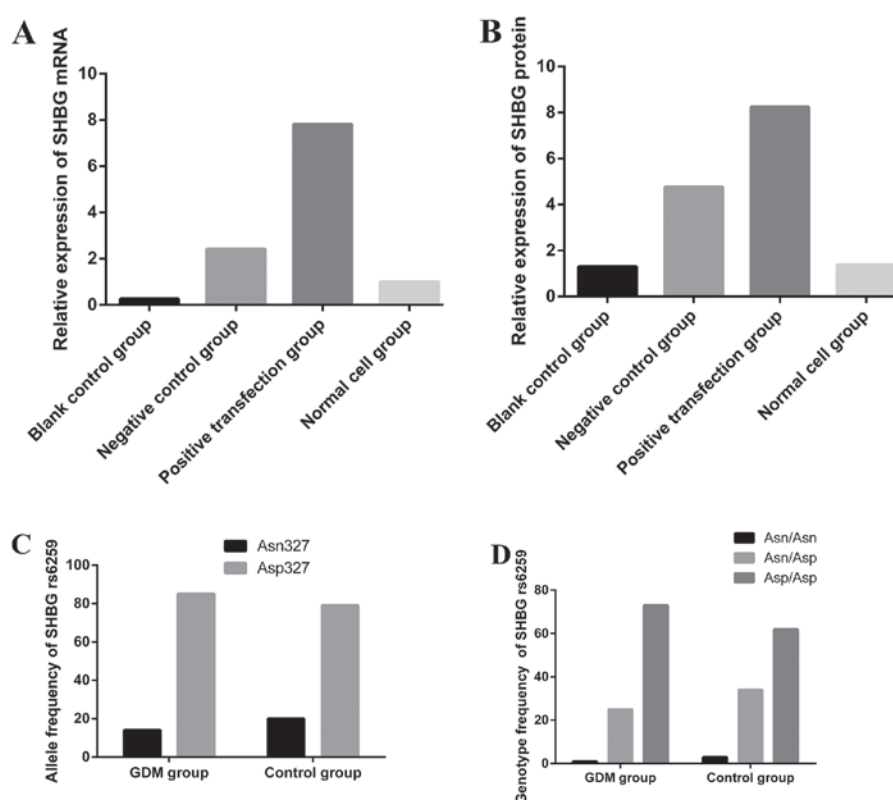 A
Relative expression of SHBG mRNA
10
8
6
4
2
0
Blank control group
Negative control group
Positive transfection group
Normal cell group
B
Relative expression of SHBG protein
10
8
6
4
2
0
Blank control group
Negative control group
Positive transfection group
Normal cell group
C
Asn327
Asp327
Allele frequency of SHBG rs6259
100
80
60
40
20
0
GDM group
Control group
D
Asn/Asn
Asn/Asp
Asp/Asp
Genotype frequency of SHBG rs6259
80
60
40
20
0
GDM group
Control group